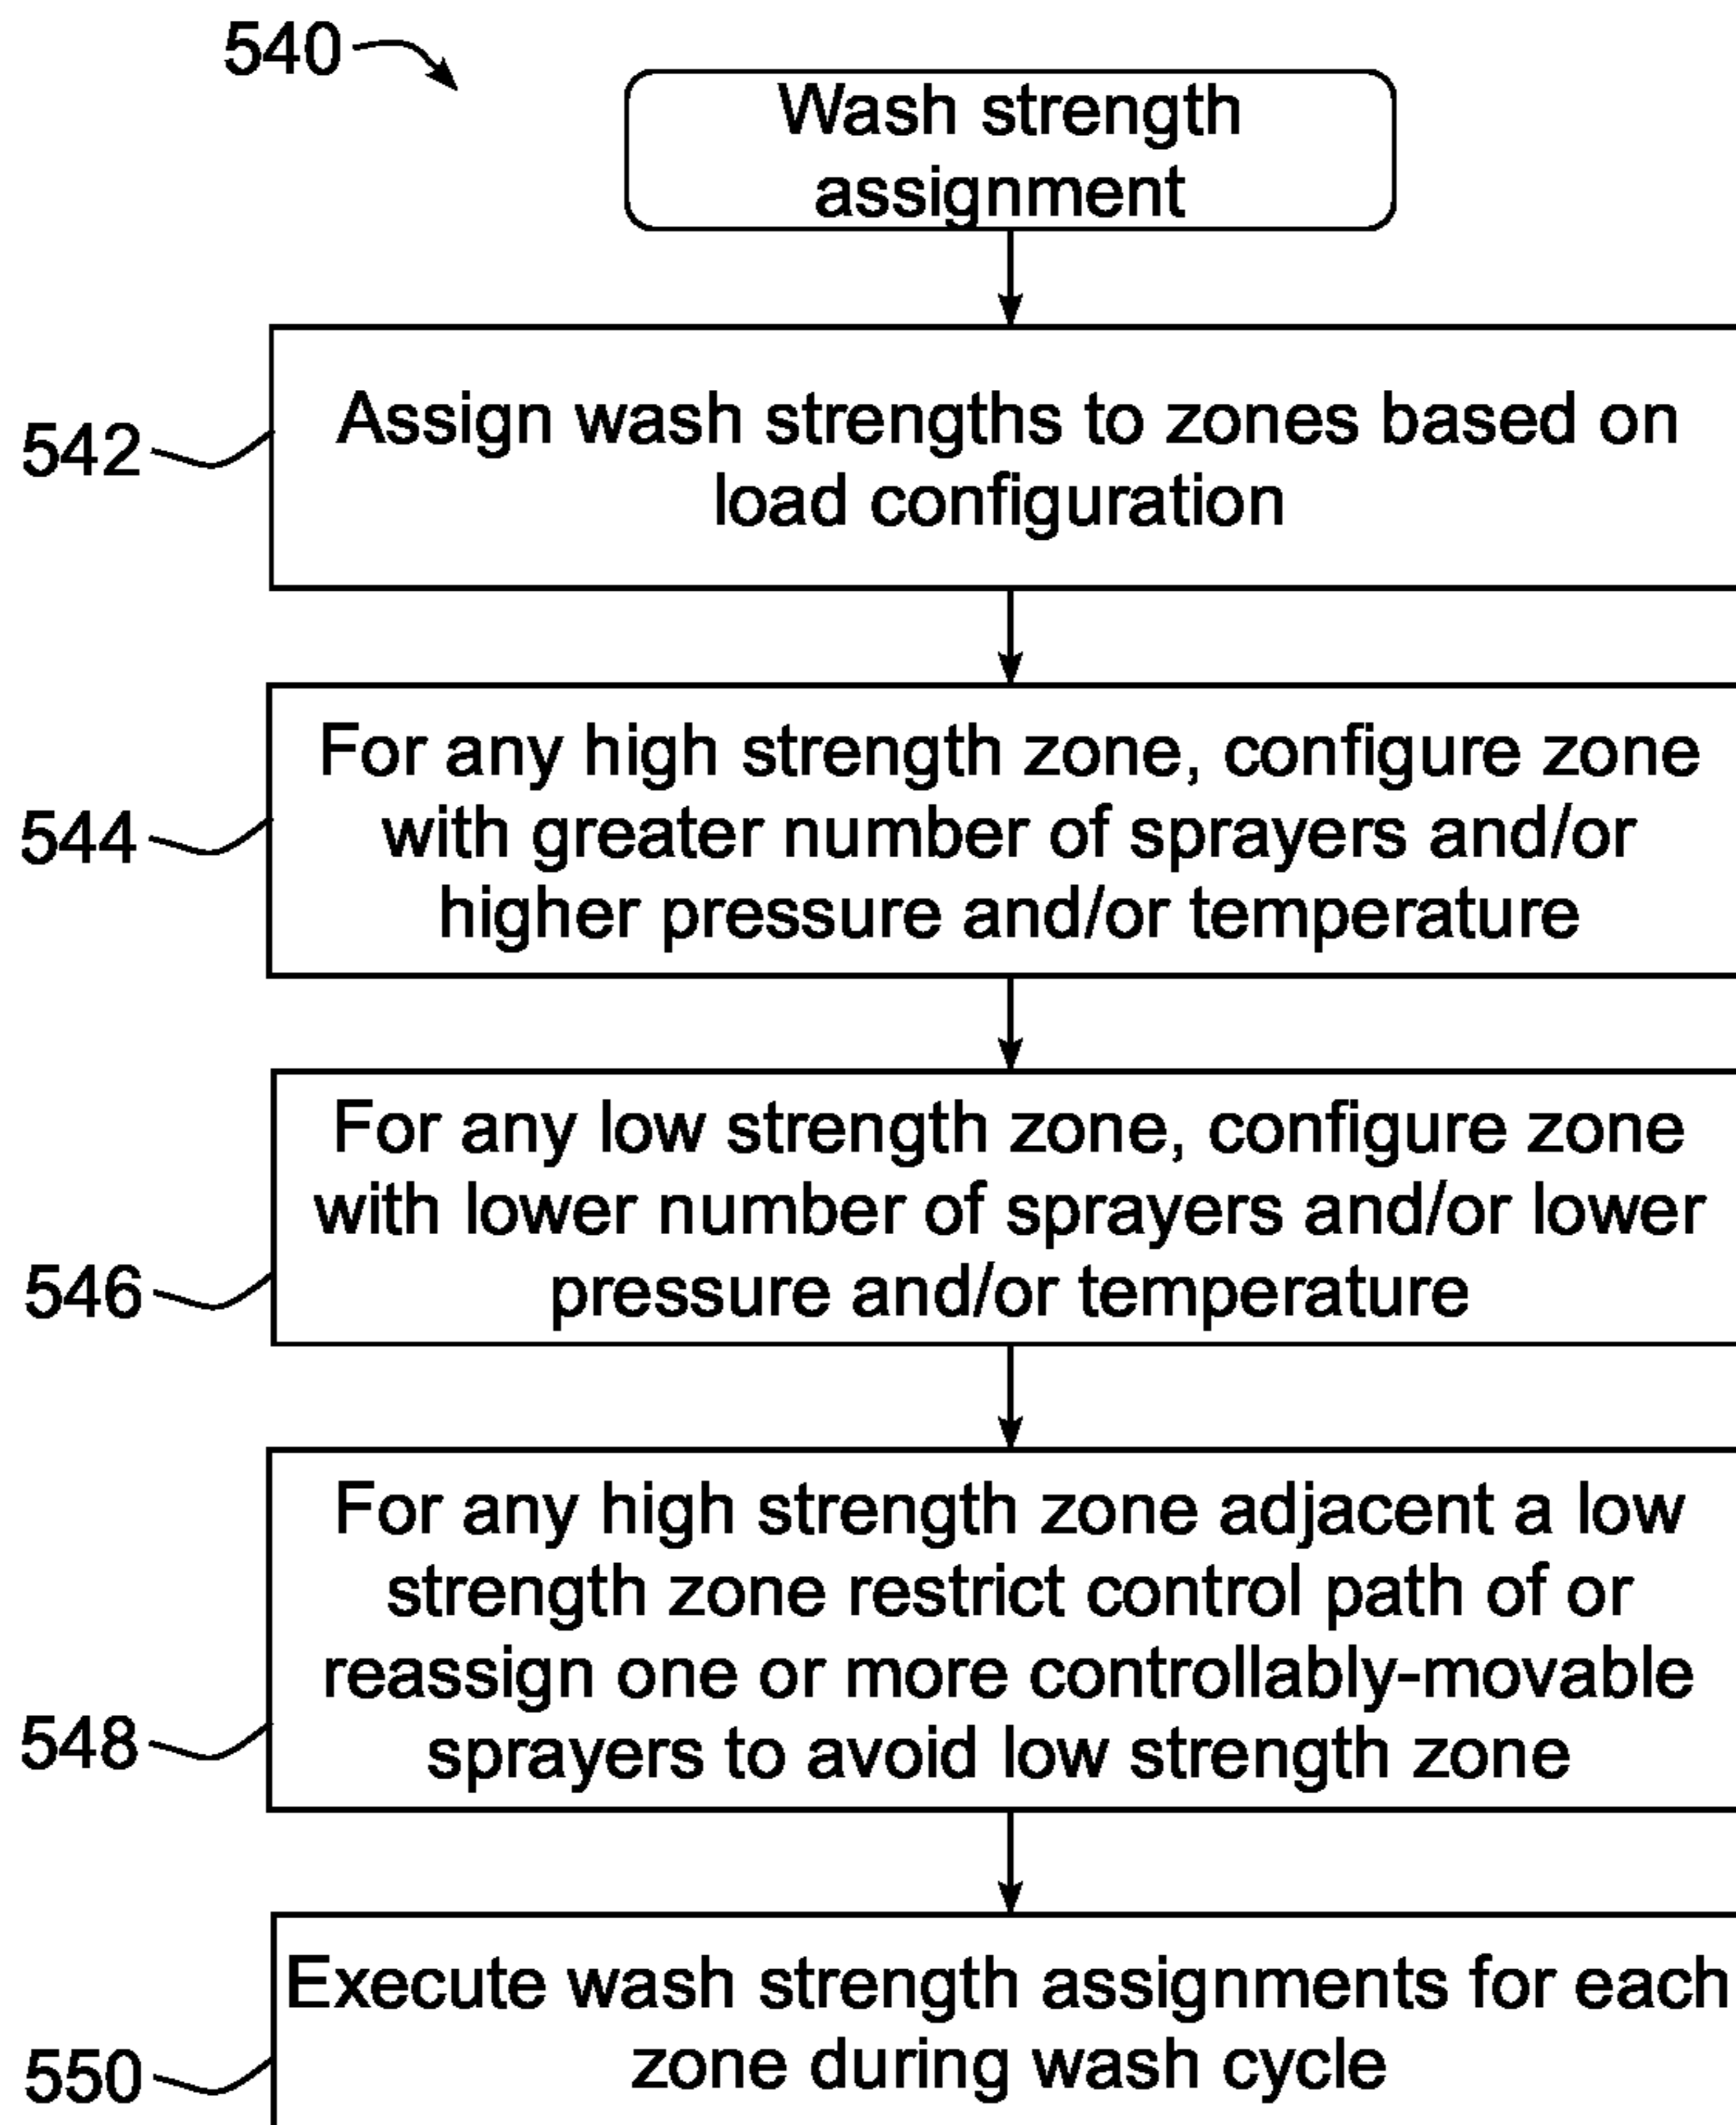 540
Wash strength
assignment
542
Assign wash strengths to zones based on
load configuration
544
For any high strength zone, configure zone
with greater number of sprayers and/or
higher pressure and/or temperature
546
For any low strength zone, configure zone
with lower number of sprayers and/or lower
pressure and/or temperature
548
For any high strength zone adjacent a low
strength zone restrict control path of or
reassign one or more controllably-movable
sprayers to avoid low strength zone
550
Execute wash strength assignments for each
zone during wash cycle